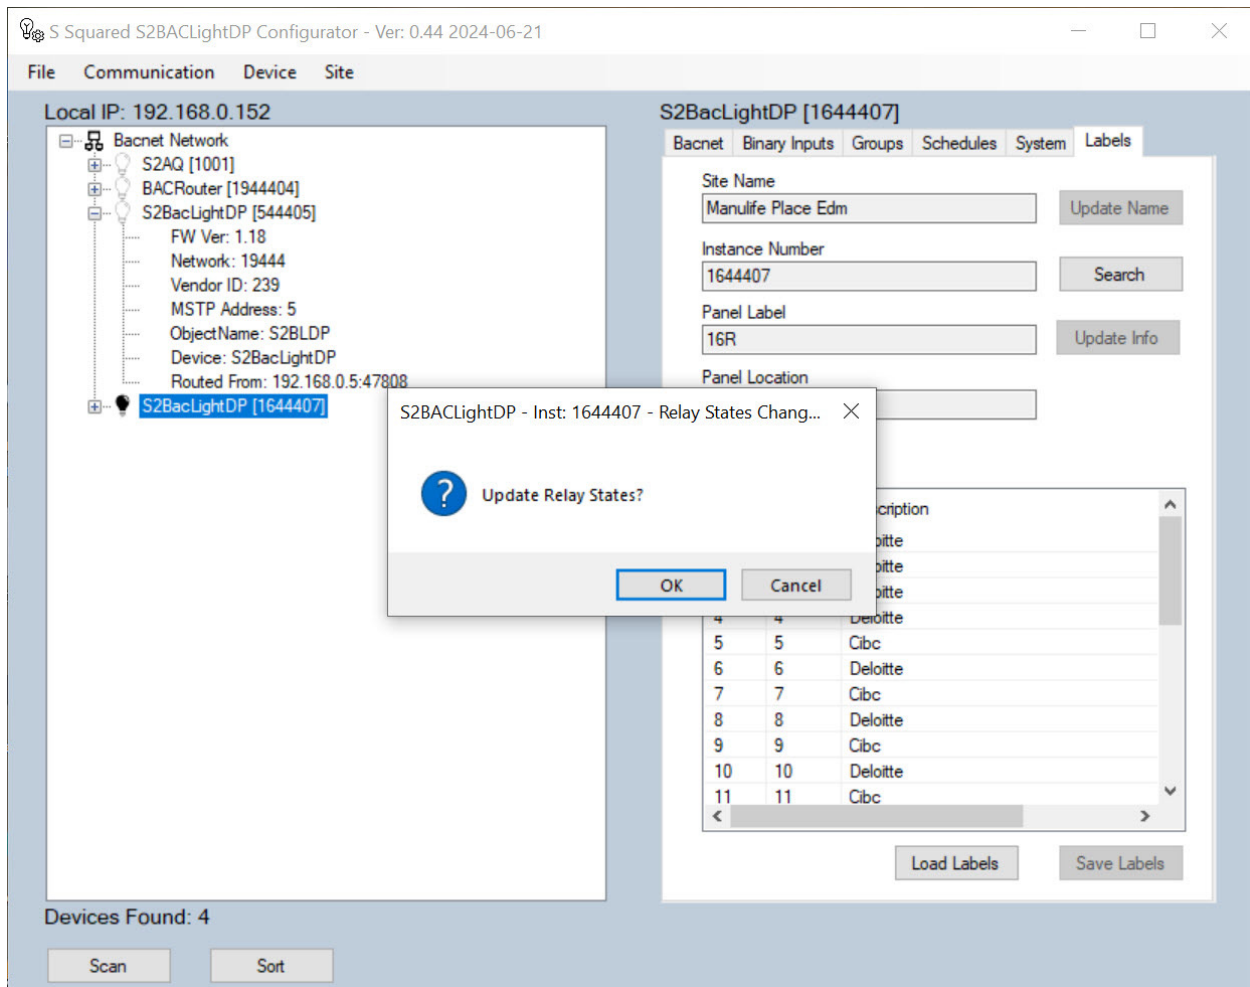 S Squared S2BACLightDP Configurator - Ver: 0.44 2024-06-21
File Communication Device Site
Local IP: 192.168.0.152
Bacnet Network
S2AQ [1001]
BACRouter [1944404]
S2BacLightDP [544405]
FW Ver: 1.18
Network: 19444
Vendor ID: 239
MSTP Address: 5
ObjectName: S2BLDP
Device: S2BacLightDP
Routed From: 192.168.0.5:47808
S2BacLightDP [1644407]
Devices Found: 4
Scan Sort
S2BacLightDP [1644407]
Bacnet Binary Inputs Groups Schedules System Labels
Site Name
Manulife Place Edm Update Name
Instance Number
1644407 Search
Panel Label
16R Update Info
Panel Location
S2BACLightDP - Inst: 1644407 - Relay States Chang...
Update Relay States?
OK Cancel
cription
oitte
oitte
oitte
4 4 Deloitte
5 5 Cibc
6 6 Deloitte
7 7 Cibc
8 8 Deloitte
9 9 Cibc
10 10 Deloitte
11 11 Cibc
Load Labels Save Labels